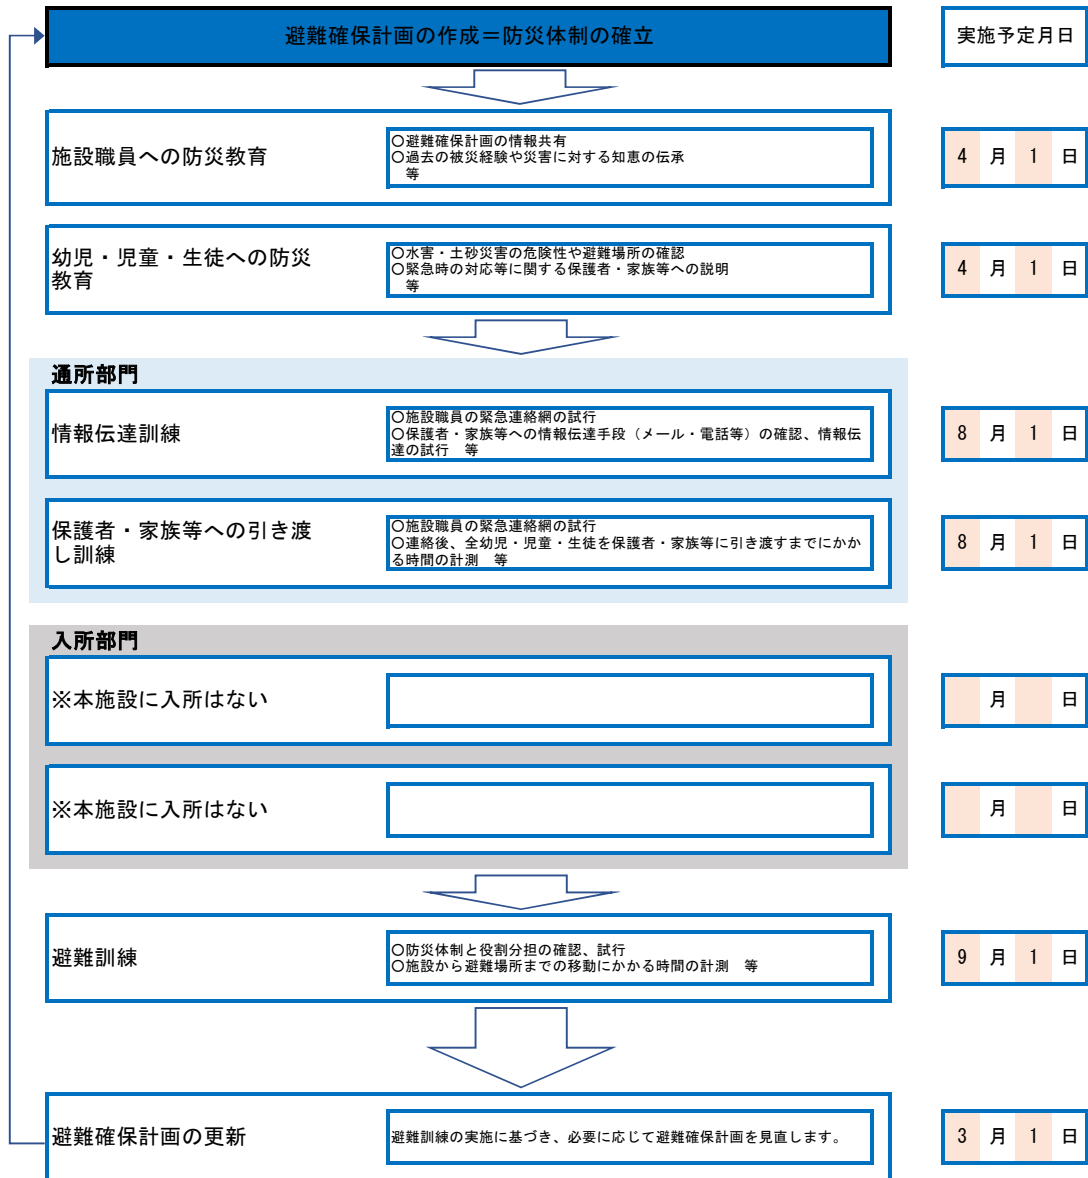 避難確保計画の作成=防災体制の確立
実施予定月日
施設職員への防災教育
〇避難確保計画の情報共有
〇過去の被災経験や災害に対する知恵の伝承
等
4 月 1 日
幼児・児童・生徒への防災
教育
〇水害・土砂災害の危険性や避難場所の確認
〇緊急時の対応等に関する保護者・家族等への説明
等
4 月 1 日
通所部門
情報伝達訓練
〇施設職員の緊急連絡網の試行
〇保護者・家族等への情報伝達手段（メール・電話等）の確認、情報伝
達の試行　等
8 月 1 日
保護者・家族等への引き渡
し訓練
〇施設職員の緊急連絡網の試行
〇連絡後、全幼児・児童・生徒を保護者・家族等に引き渡すまでにかか
る時間の計測　等
8 月 1 日
入所部門
※本施設に入所はない
月 日
※本施設に入所はない
月 日
避難訓練
〇防災体制と役割分担の確認、試行
〇施設から避難場所までの移動にかかる時間の計測　等
9 月 1 日
避難確保計画の更新
避難訓練の実施に基づき、必要に応じて避難確保計画を見直します。
3 月 1 日